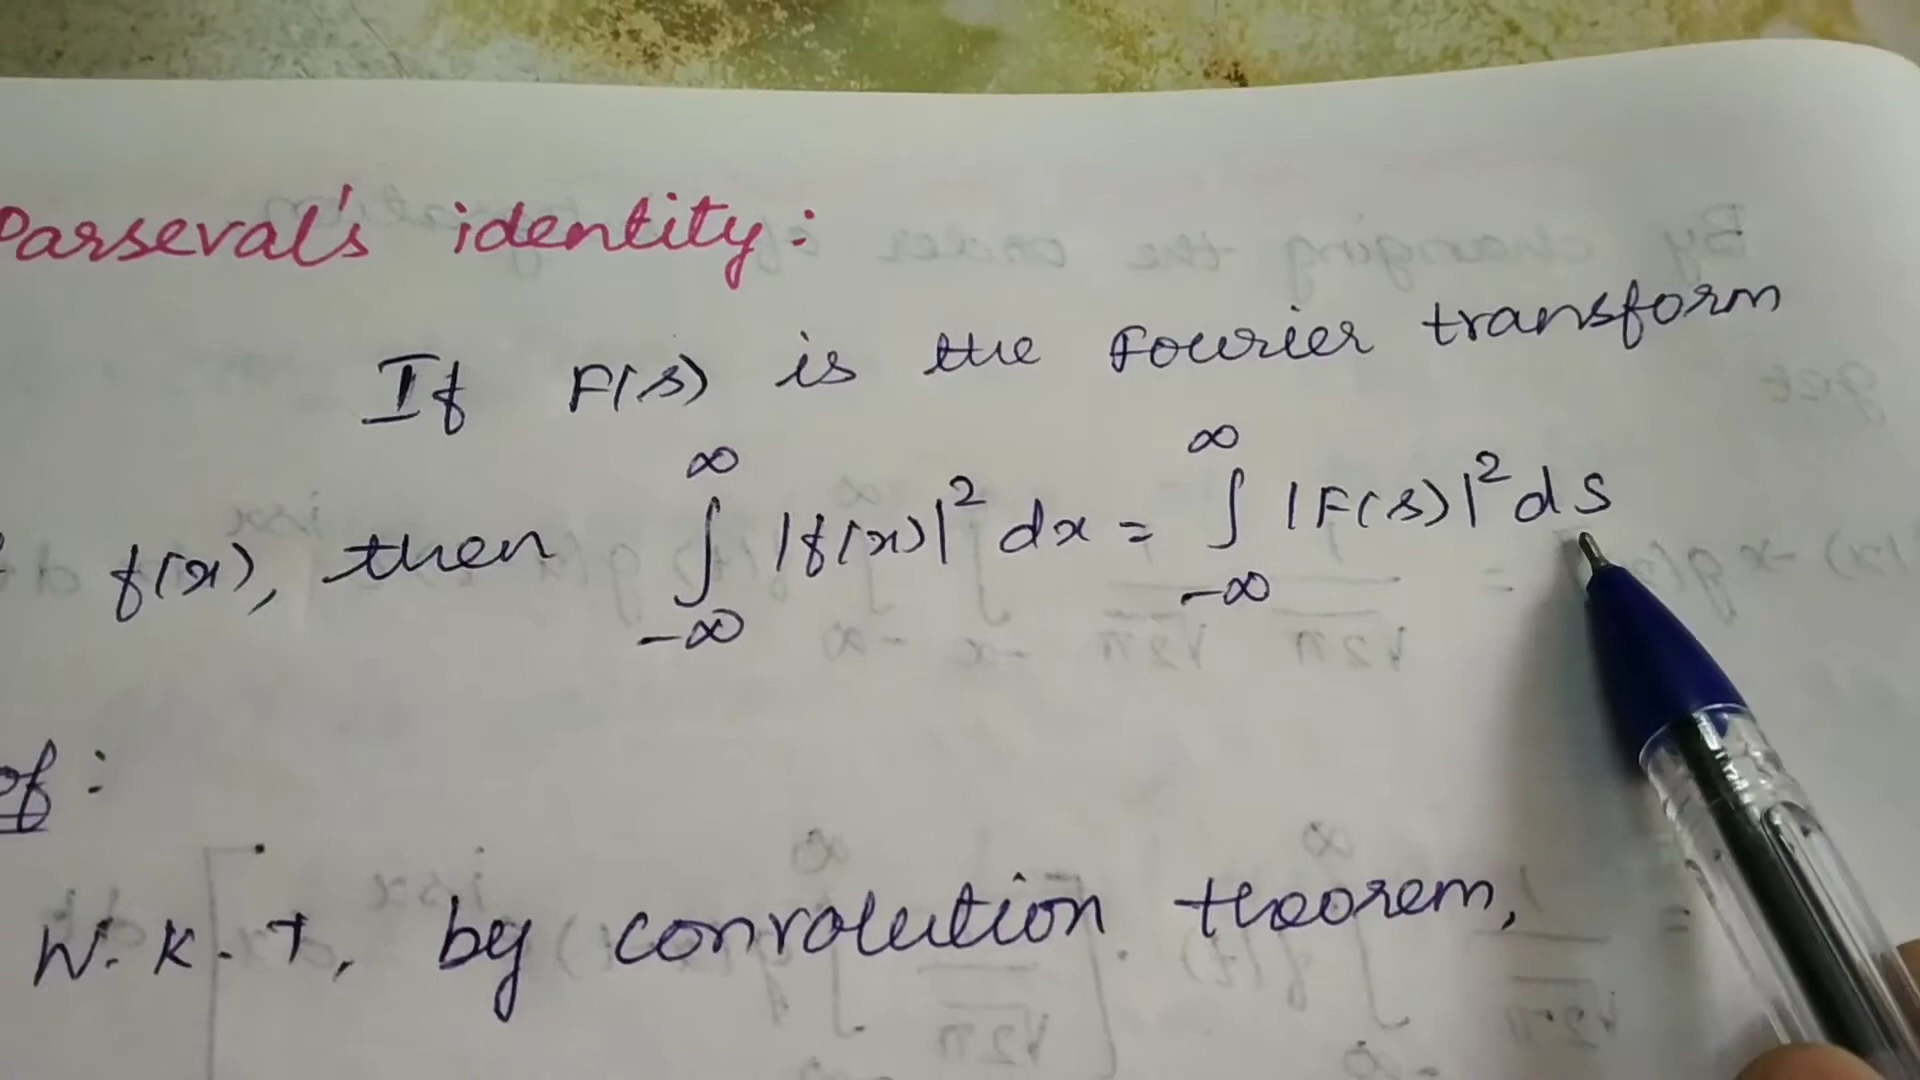 Parseval's identity:
If F(s) is the Fourier transform
f(x), then ∫_{-∞}^{∞} |f(x)|² dx = ∫_{-∞}^{∞} |F(s)|² ds
of:
W.K.T, by convolution theorem,